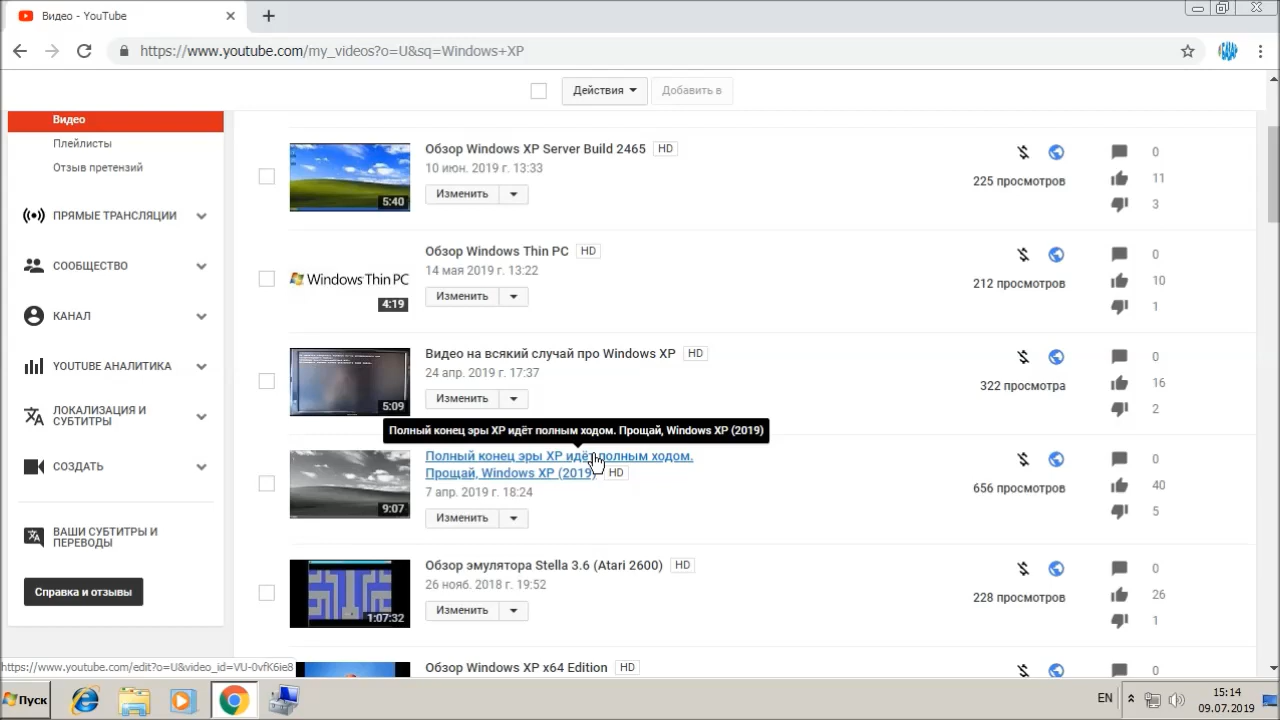 Видео - YouTube
https://www.youtube.com/my_videos?o=U&sq=Windows+XP
Действия
Добавить в
Видео
Плейлисты
Отзыв претензий
ПРЯМЫЕ ТРАНСЛЯЦИИ
СООБЩЕСТВО
КАНАЛ
YOUTUBE АНАЛИТИКА
ЛОКАЛИЗАЦИЯ И
СУБТИТРЫ
СОЗДАТЬ
ВАШИ СУБТИТРЫ И
ПЕРЕВОДЫ
Справка и отзывы
Обзор Windows XP Server Build 2465 HD
10 июн. 2019 г. 13:33
Изменить
5:40
225 просмотров
0
11
3
Обзор Windows Thin PC HD
14 мая 2019 г. 13:22
Изменить
Windows Thin PC
4:19
212 просмотров
0
10
1
Видео на всякий случай про Windows XP HD
24 апр. 2019 г. 17:37
Изменить
5:09
322 просмотра
0
16
2
Полный конец эры XP идёт полным ходом. Прощай, Windows XP (2019)
Полный конец эры XP идёт полным ходом.
Прощай, Windows XP (2019) HD
7 апр. 2019 г. 18:24
Изменить
9:07
656 просмотров
0
40
5
Обзор эмулятора Stella 3.6 (Atari 2600) HD
26 нояб. 2018 г. 19:52
Изменить
1:07:32
228 просмотров
0
26
1
Обзор Windows XP x64 Edition HD
0
https://www.youtube.com/edit?o=U&video_id=VU-0vfK6ie8
Пуск
EN
15:14
09.07.2019